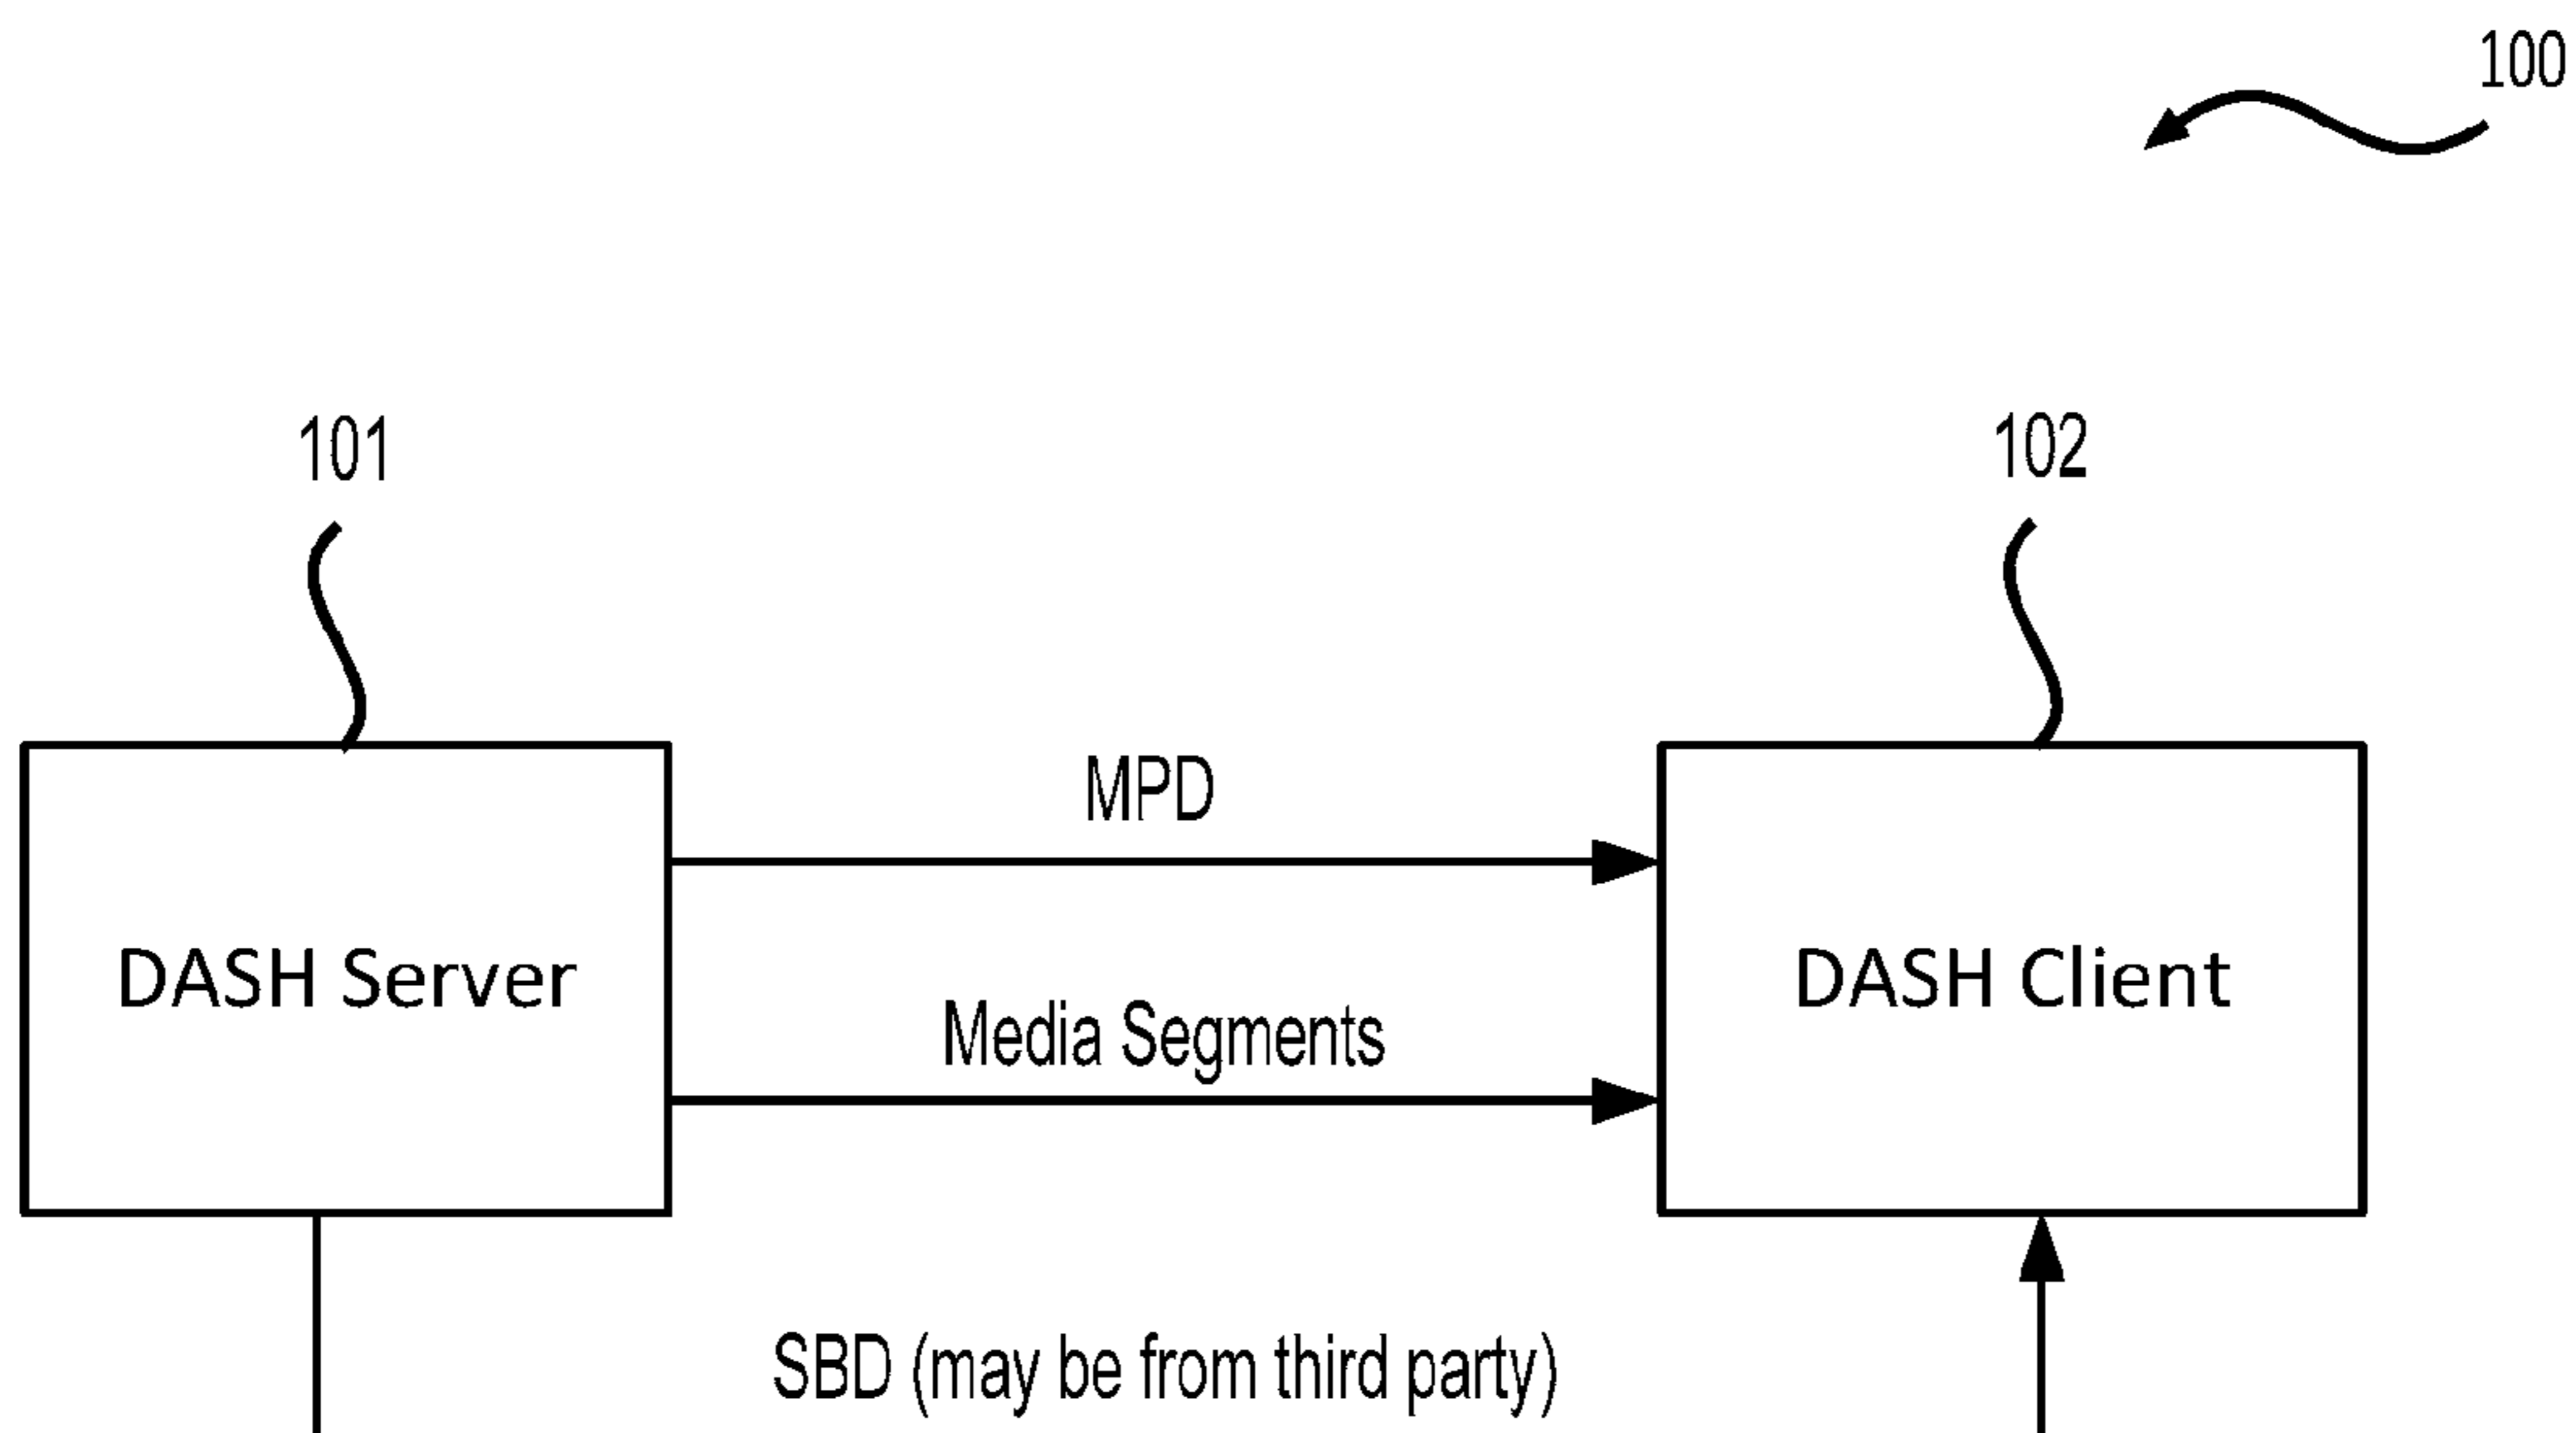 100
101
102
MPD
DASH Server
DASH Client
Media Segments
SBD (may be from third party)